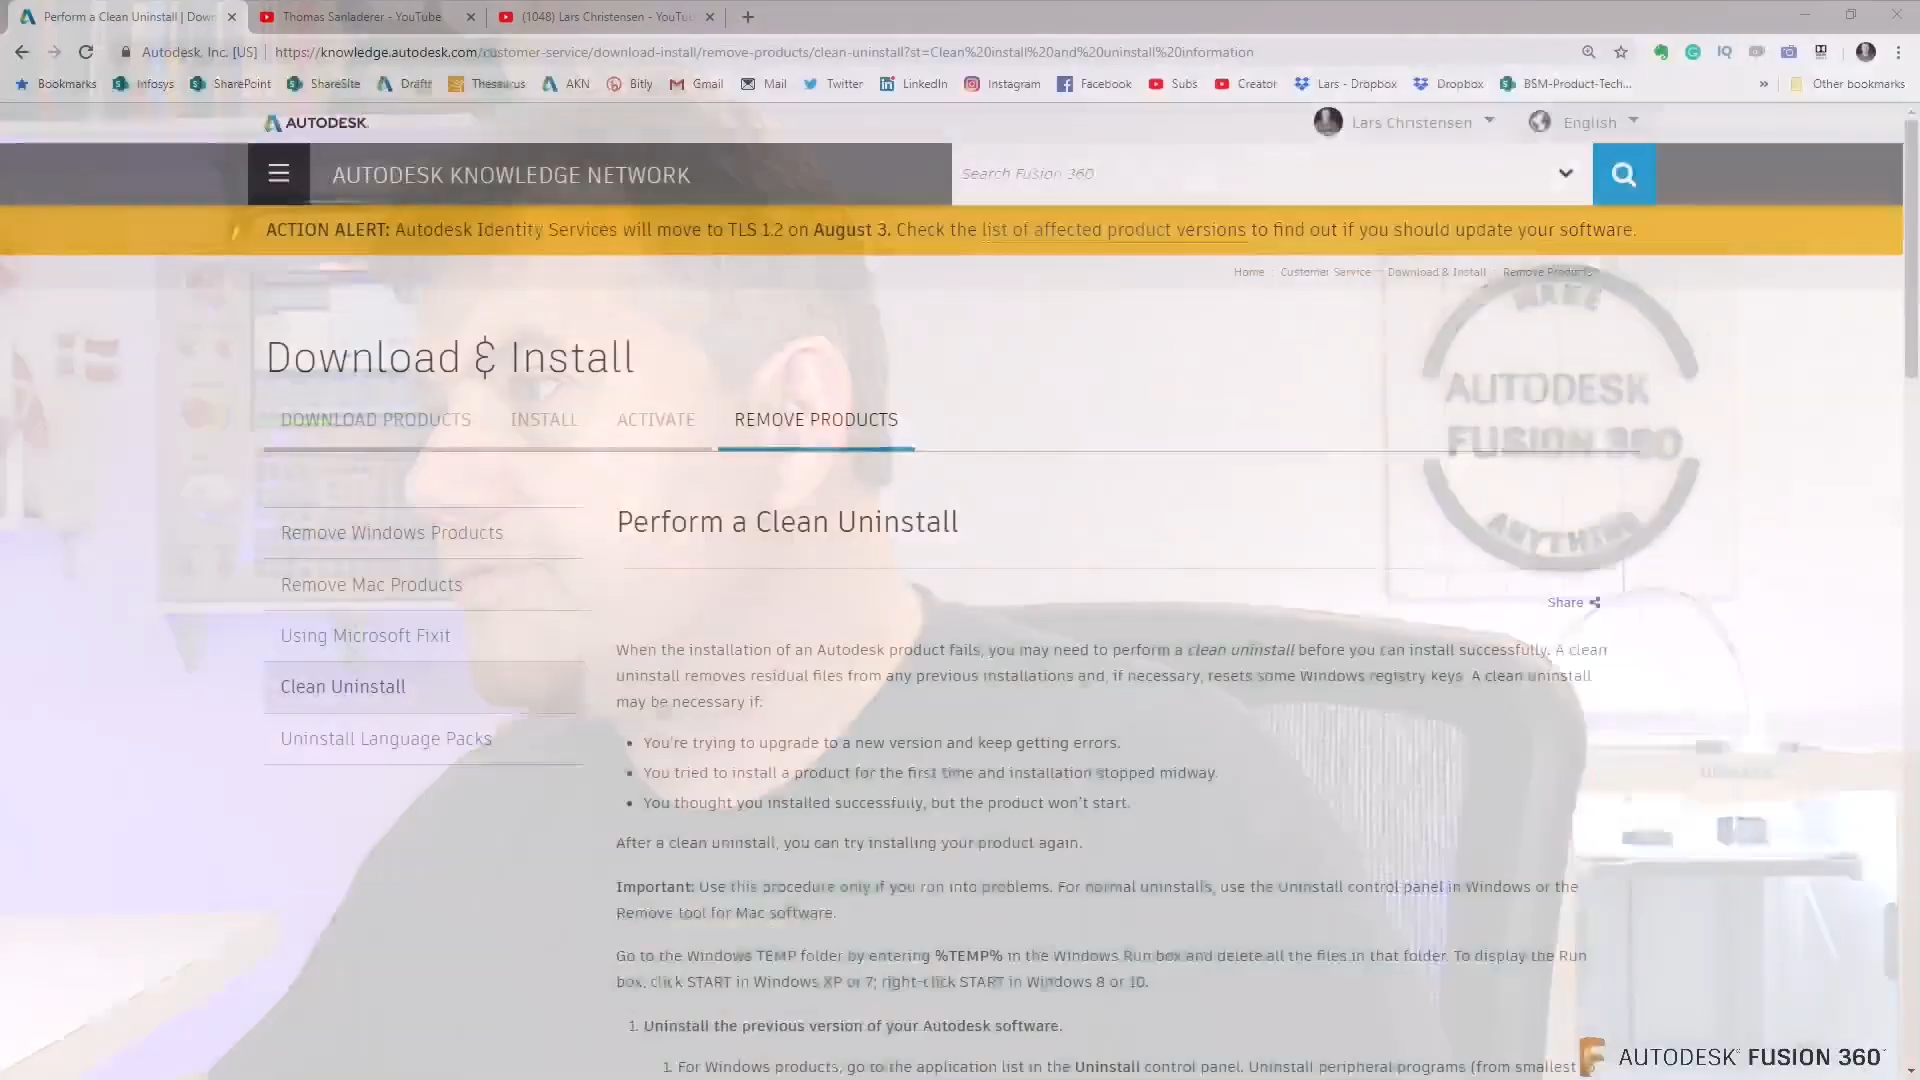 Perform a Clean Uninstall | Down
Thomas Sanladerer - YouTube
(1048) Lars Christensen - YouTu
Autodesk, Inc. [US]
https://knowledge.autodesk.com/customer-service/download-install/remove-products/clean-uninstall?st=Clean%20install%20and%20uninstall%20information
Bookmarks Infosys SharePoint ShareSite Draftr Thesaurus AKN Bitly Gmail Mail Twitter LinkedIn Instagram Facebook Subs Creator Lars - Dropbox Dropbox BSM-Product-Tech... » Other bookmarks
AUTODESK
Lars Christensen
English
AUTODESK KNOWLEDGE NETWORK
Search Fusion 360
ACTION ALERT: Autodesk Identity Services will move to TLS 1.2 on August 3. Check the list of affected product versions to find out if you should update your software.
Home Customer Service Download & Install Remove Products
MAKE
Download & Install
AUTODESK
DOWNLOAD PRODUCTS INSTALL ACTIVATE REMOVE PRODUCTS
FUSION 360
ANYTHING
Remove Windows Products
Remove Mac Products
Using Microsoft Fixit
Clean Uninstall
Uninstall Language Packs
Perform a Clean Uninstall
Share
When the installation of an Autodesk product fails, you may need to perform a clean uninstall before you can install successfully. A clean
uninstall removes residual files from any previous installations and, if necessary, resets some Windows registry keys. A clean uninstall
may be necessary if:
• You're trying to upgrade to a new version and keep getting errors.
• You tried to install a product for the first time and installation stopped midway.
• You thought you installed successfully, but the product won't start.
After a clean uninstall, you can try installing your product again.
Important: Use this procedure only if you run into problems. For normal uninstalls, use the Uninstall control panel in Windows or the
Remove tool for Mac software.
Go to the Windows TEMP folder by entering %TEMP% in the Windows Run box and delete all the files in that folder. To display the Run
box, click START in Windows XP or 7; right-click START in Windows 8 or 10.
1. Uninstall the previous version of your Autodesk software.
1. For Windows products, go to the application list in the Uninstall control panel. Uninstall peripheral programs (from smallest
AUTODESK® FUSION 360™